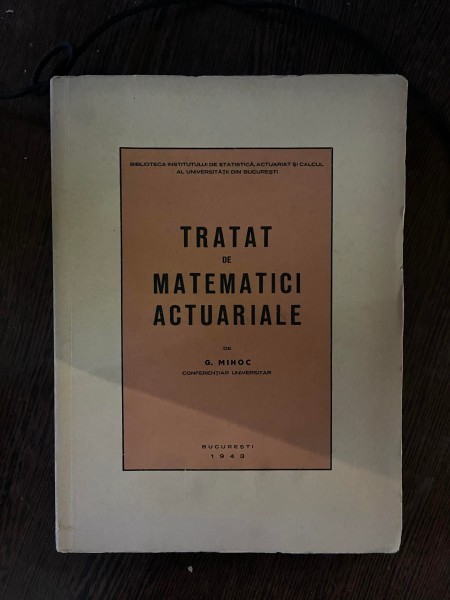 BIBLIOTECA INSTITUTULUI DE STATISTICĂ, ACTUARIAT ȘI CALCUL
AL UNIVERSITĂȚII DIN BUCUREȘTI
TRATAT
DE
MATEMATICI
ACTUARIALE
DE
G. MIHOC
CONFERENȚIAR UNIVERSITAR
BUCUREȘTI
1943